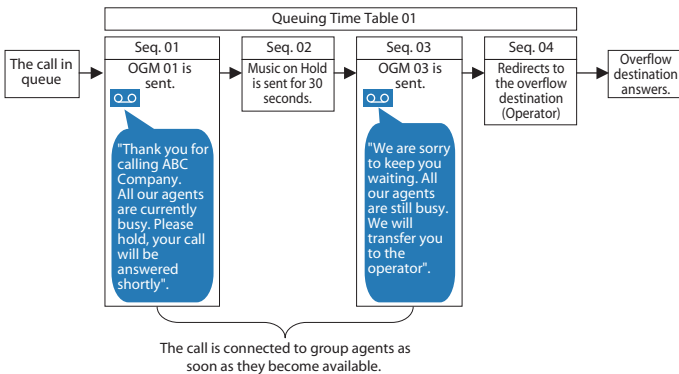 Queuing Time Table 01
The call in
queue
Seq. 01
OGM 01 is
sent.
"Thank you for
calling ABC
Company.
All our agents
are currently
busy. Please
hold, your call
will be
answered
shortly".
Seq. 02
Music on Hold
is sent for 30
seconds.
Seq. 03
OGM 03 is
sent.
"We are sorry
to keep you
waiting. All
our agents
are still busy.
We will
transfer you
to the
operator".
Seq. 04
Redirects to
the overflow
destination
(Operator)
Overflow
destination
answers.
The call is connected to group agents as
soon as they become available.